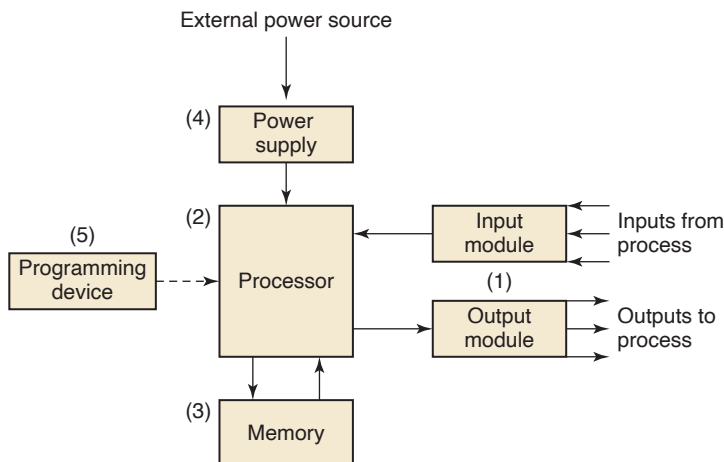 External power source
(4)
Power
supply
(2)
Processor
(5)
Programming
device
Input
module
Inputs from
process
(1)
Output
module
Outputs to
process
(3)
Memory